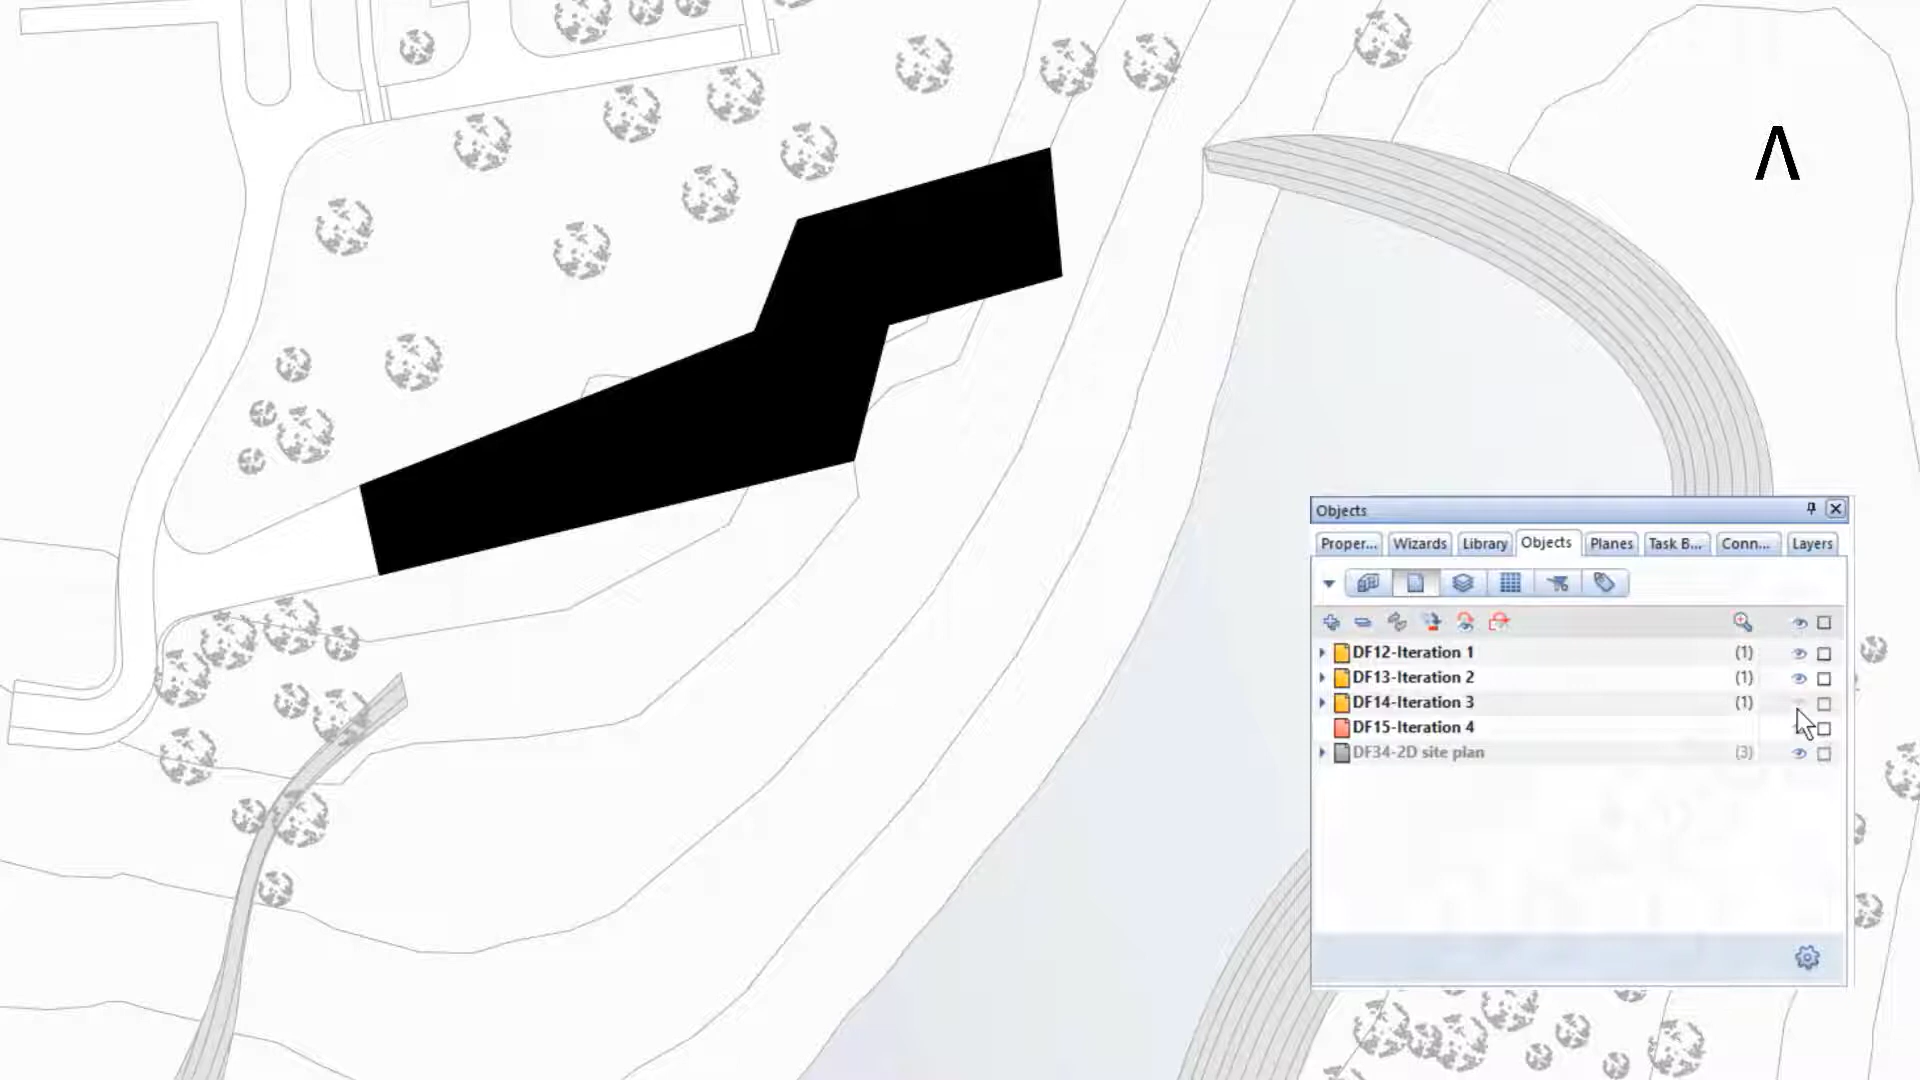 Objects
Proper... Wizards Library Objects Planes Task B... Conn... Layers
DF12-Iteration 1 (1)
DF13-Iteration 2 (1)
DF14-Iteration 3 (1)
DF15-Iteration 4
DF34-2D site plan (3)